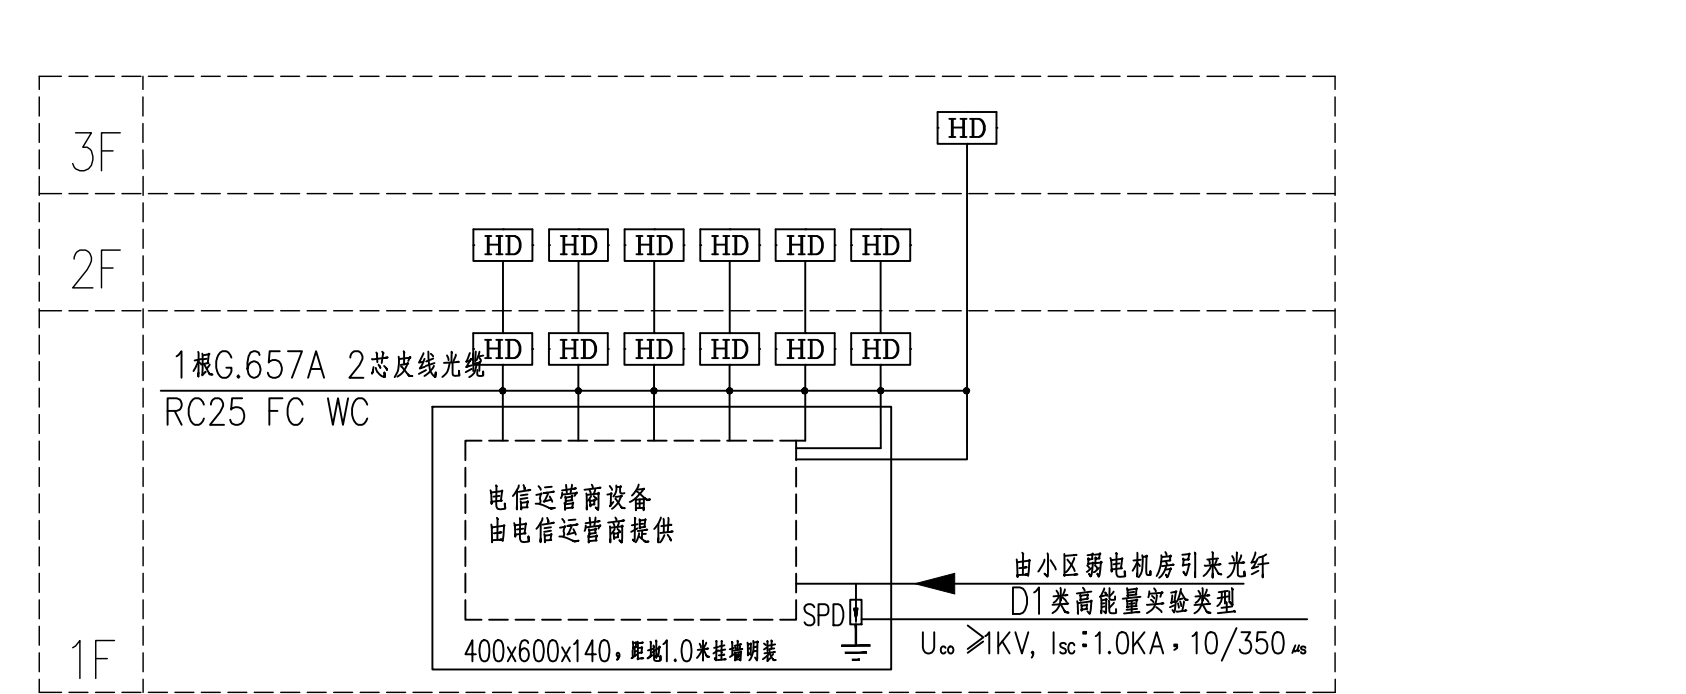 3F
HD
2F
HD HD HD HD HD HD
HD HD HD HD HD HD
1根G.657A 2芯皮线光缆
RC25 FC WC
电信运营商设备
由电信运营商提供
由小区弱电机房引来光纤
D1类高能量实验类型
SPD
U∞ ⩾1KV, Isc:1.0KA,10/350 μs
1F
400x600x140,距地1.0米挂墙明装